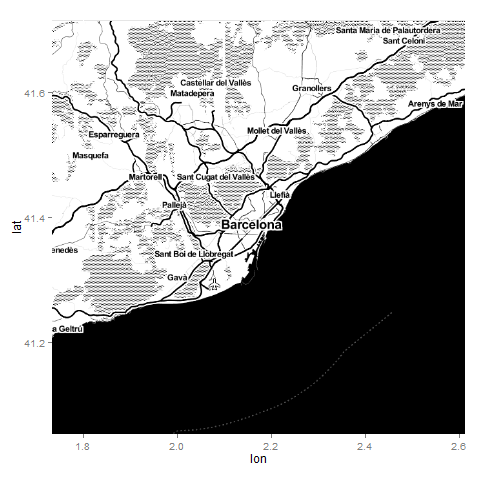 Santa Maria de Palautordera
Sant Celoni
Castellar del Vallès
Matadepera
Granollers
41.6
Arenys de Mar
Esparreguera
Mollet del Vallès
Masquefa
Martorell
Sant Cugat del Vallès
Llefià
Pallejà
41.4
Barcelona
lat
enedès
Sant Boi de Llobregat
Gavà
a Geltrú
41.2
1.8
2.0
2.2
2.4
2.6
lon